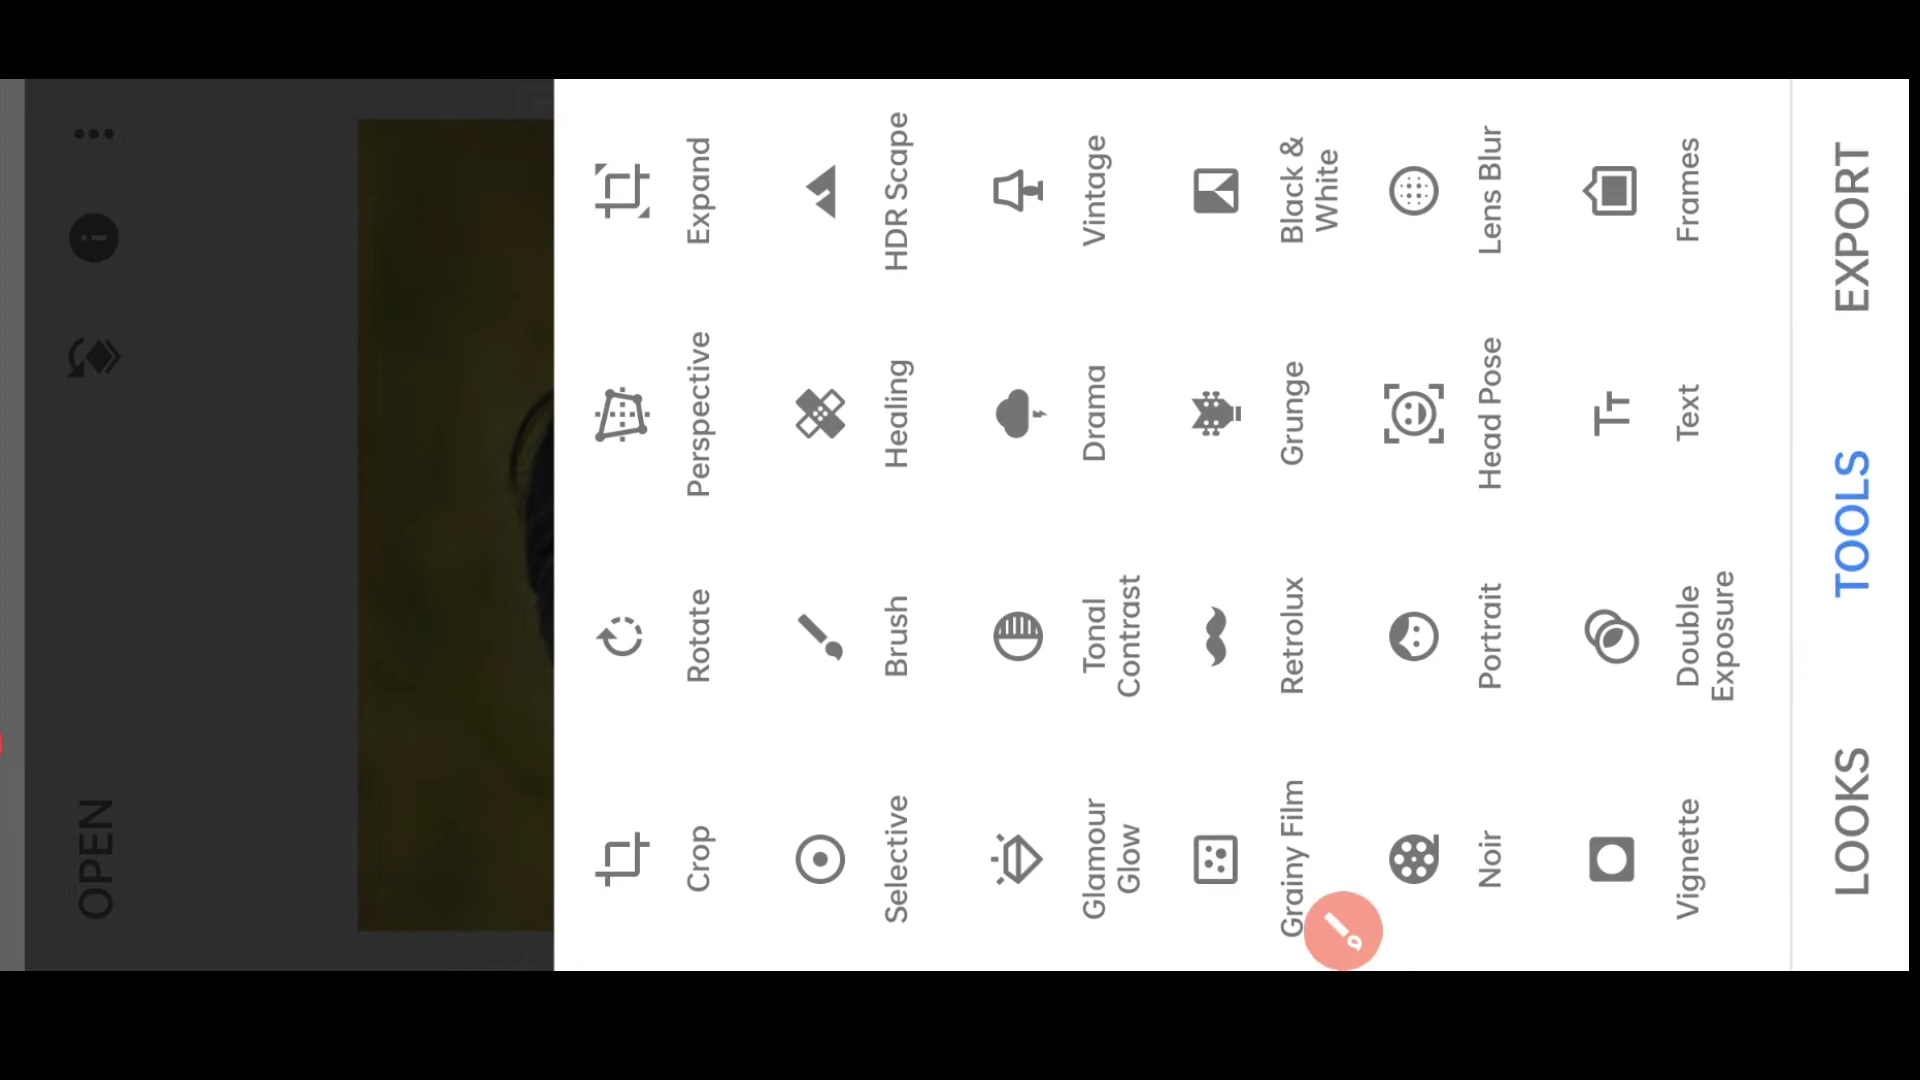 OPEN
Crop
Rotate
Perspective
Expand
Selective
Brush
Healing
HDR Scape
Glamour
Glow
Tonal
Contrast
Drama
Vintage
Grainy Film
Retrolux
Grunge
Black &
White
Noir
Portrait
Head Pose
Lens Blur
Vignette
Double
Exposure
Text
Frames
LOOKS
TOOLS
EXPORT